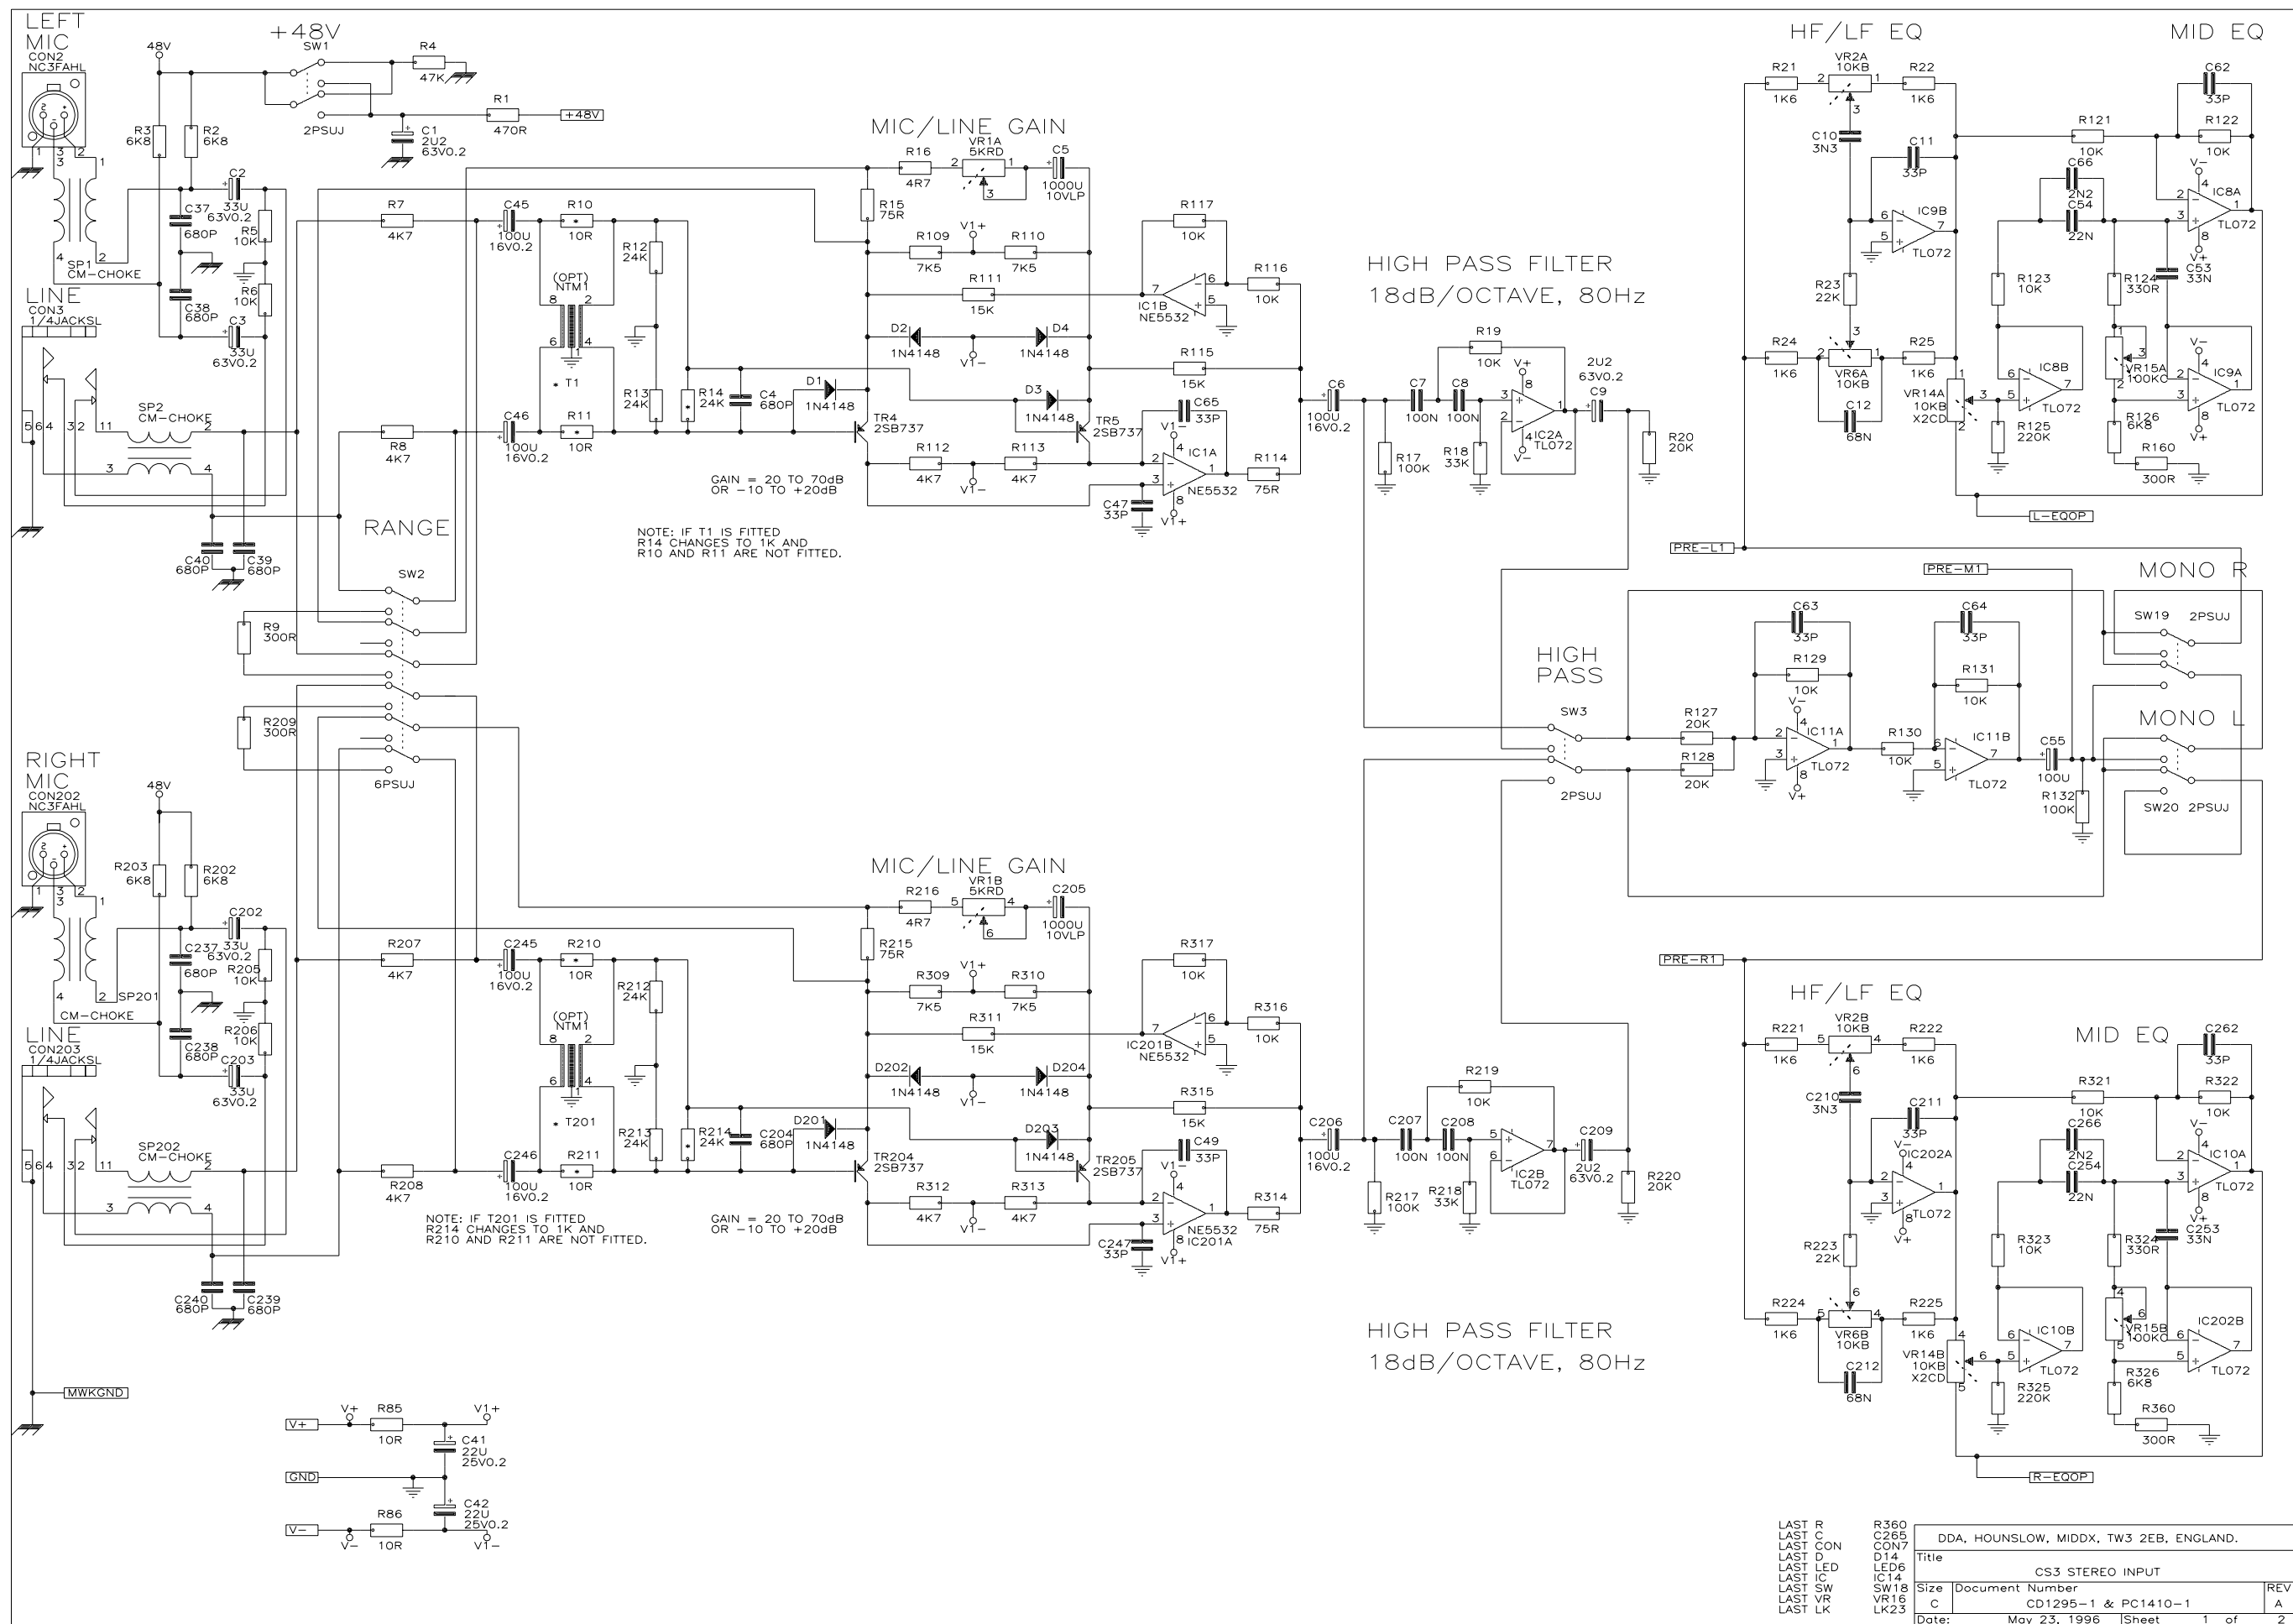 LEFT
MIC
CON2
NC3FAHL
48V
+48V
SW1
2PSUJ
R4
47K
R1
470R
+48V
C1
2U2
63V0.2
R3
6K8
R2
6K8
C2
33U
63V0.2
C37
680P
R5
10K
R6
10K
C38
680P
C3
33U
63V0.2
SP1
CM-CHOKE
LINE
CON3
1/4JACKSL
SP2
CM-CHOKE
C40
680P
C39
680P
R7
4K7
R8
4K7
C45
100U
16V0.2
C46
100U
16V0.2
R10
10R
R11
10R
(OPT)
NTM1
* T1
R12
24K
R13
24K
R14
24K
C4
680P
D1
1N4148
MIC/LINE GAIN
VR1A
5KRD
R16
4R7
C5
1000U
10VLP
R15
75R
R109
7K5
V1+
R110
7K5
R111
15K
D2
1N4148
V1-
D4
1N4148
D3
1N4148
TR4
2SB737
TR5
2SB737
R112
4K7
V1-
R113
4K7
R117
10K
IC1B
NE5532
R116
10K
R115
15K
C65
33P
V1-
IC1A
NE5532
V1+
C47
33P
R114
75R
GAIN = 20 TO 70dB
OR -10 TO +20dB
NOTE: IF T1 IS FITTED
R14 CHANGES TO 1K AND
R10 AND R11 ARE NOT FITTED.
HIGH PASS FILTER
18dB/OCTAVE, 80Hz
C6
100U
16V0.2
R17
100K
C7
100N
C8
100N
R18
33K
R19
10K
V+
IC2A
TL072
V-
2U2
63V0.2
C9
R20
20K
HF/LF EQ
MID EQ
R21
1K6
VR2A
10KB
R22
1K6
C10
3N3
C11
33P
IC9B
TL072
R23
22K
R24
1K6
VR6A
10KB
R25
1K6
C12
68N
VR14A
10KB
X2CD
R121
10K
R122
10K
C62
33P
C66
2N2
C54
22N
V-
IC8A
TL072
V+
R123
10K
R124
330R
C53
33N
IC8B
TL072
VR15A
100KC
V-
IC9A
TL072
V+
R125
220K
R126
6K8
R160
300R
L-EQOP
RANGE
SW2
6PSUJ
R9
300R
R209
300R
PRE-L1
PRE-M1
MONO R
SW19 2PSUJ
MONO L
SW20 2PSUJ
HIGH
PASS
SW3
2PSUJ
C63
33P
R129
10K
R127
20K
R128
20K
V-
IC11A
TL072
V+
R130
10K
C64
33P
R131
10K
IC11B
TL072
C55
100U
R132
100K
RIGHT
MIC
CON202
NC3FAHL
48V
R203
6K8
R202
6K8
C202
33U
63V0.2
C237
680P
R205
10K
R206
10K
C238
680P
C203
33U
63V0.2
SP201
CM-CHOKE
LINE
CON203
1/4JACKSL
SP202
CM-CHOKE
C240
680P
C239
680P
MWKGND
R207
4K7
R208
4K7
C245
100U
16V0.2
C246
100U
16V0.2
R210
10R
R211
10R
(OPT)
NTM1
* T201
R212
24K
R213
24K
R214
24K
C204
680P
D201
1N4148
MIC/LINE GAIN
VR1B
5KRD
R216
4R7
C205
1000U
10VLP
R215
75R
R309
7K5
V1+
R310
7K5
R311
15K
D202
1N4148
V1-
D204
1N4148
D203
1N4148
TR204
2SB737
TR205
2SB737
R312
4K7
V1-
R313
4K7
R317
10K
IC201B
NE5532
R316
10K
R315
15K
C49
33P
V1-
NE5532
IC201A
V1+
C247
33P
R314
75R
NOTE: IF T201 IS FITTED
R214 CHANGES TO 1K AND
R210 AND R211 ARE NOT FITTED.
GAIN = 20 TO 70dB
OR -10 TO +20dB
C206
100U
16V0.2
R217
100K
C207
100N
C208
100N
R218
33K
R219
10K
IC2B
TL072
C209
2U2
63V0.2
R220
20K
HIGH PASS FILTER
18dB/OCTAVE, 80Hz
PRE-R1
HF/LF EQ
MID EQ
R221
1K6
VR2B
10KB
R222
1K6
C210
3N3
C211
33P
V-
IC202A
TL072
V+
R223
22K
R224
1K6
VR6B
10KB
R225
1K6
C212
68N
VR14B
10KB
X2CD
R321
10K
R322
10K
C262
33P
C266
2N2
C254
22N
V-
IC10A
TL072
V+
R323
10K
R324
330R
C253
33N
IC10B
TL072
VR15B
100KC
IC202B
TL072
R325
220K
R326
6K8
R360
300R
R-EQOP
V+
V+
R85
10R
V1+
C41
22U
25V0.2
GND
C42
22U
25V0.2
V-
V-
R86
10R
V1-
LAST R R360
LAST C C265
LAST CON CON7
LAST D D14
LAST LED LED6
LAST IC IC14
LAST SW SW18
LAST VR VR16
LAST LK LK23
DDA, HOUNSLOW, MIDDX, TW3 2EB, ENGLAND.
Title
CS3 STEREO INPUT
Size Document Number REV
C CD1295-1 & PC1410-1 A
Date: May 23, 1996 Sheet 1 of 2